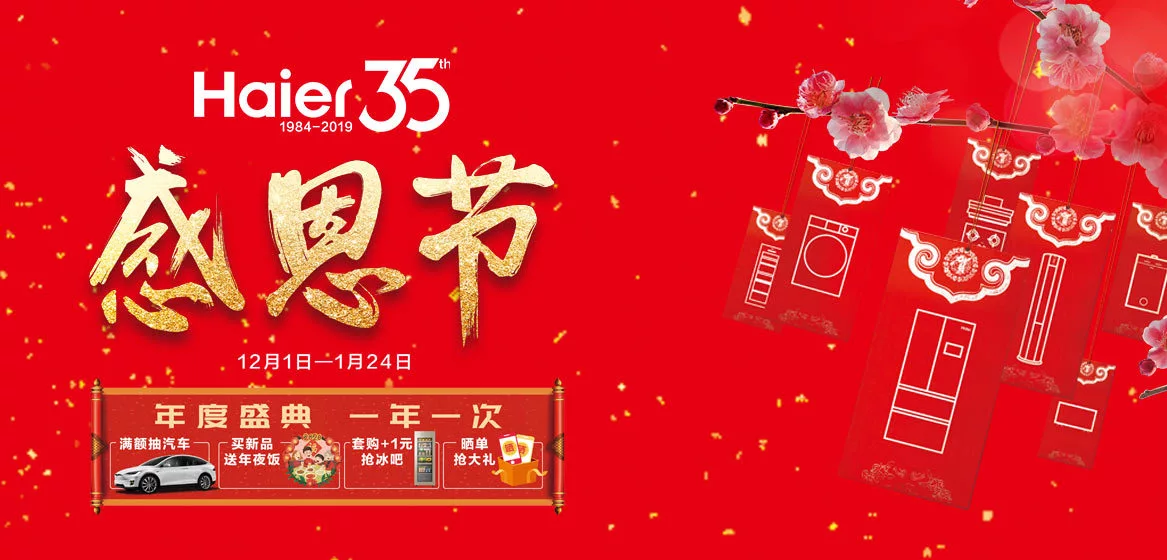 Haier 35th
1984-2019
感恩节
12月1日—1月24日
年度盛典 一年一次
满额抽汽车
买新品
送年夜饭
套购+1元
抢冰吧
晒单
抢大礼